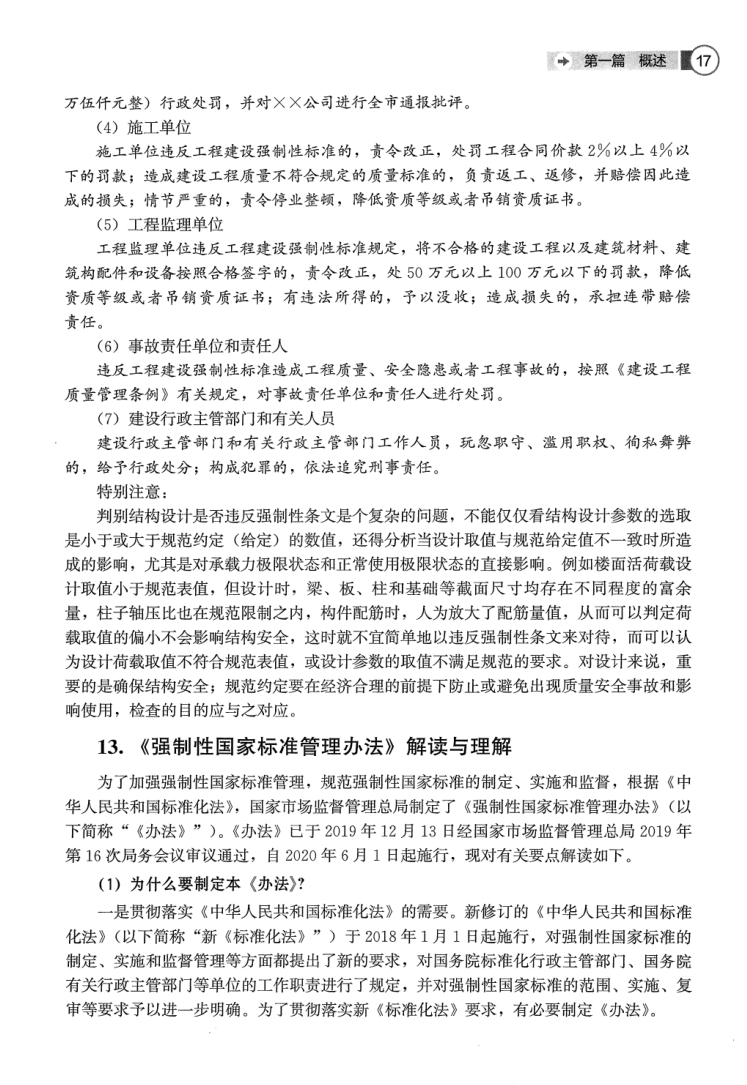 第一篇 概述 17
万伍仟元整）行政处罚，并对××公司进行全市通报批评。
（4）施工单位
施工单位违反工程建设强制性标准的，责令改正，处罚工程合同价款 2%以上 4%以
下的罚款；造成建设工程质量不符合规定的质量标准的，负责返工、返修，并赔偿因此造
成的损失；情节严重的，责令停业整顿，降低资质等级或者吊销资质证书。
（5）工程监理单位
工程监理单位违反工程建设强制性标准规定，将不合格的建设工程以及建筑材料、建
筑构配件和设备按照合格签字的，责令改正，处 50 万元以上 100 万元以下的罚款，降低
资质等级或者吊销资质证书；有违法所得的，予以没收；造成损失的，承担连带赔偿
责任。
（6）事故责任单位和责任人
违反工程建设强制性标准造成工程质量、安全隐患或者工程事故的，按照《建设工程
质量管理条例》有关规定，对事故责任单位和责任人进行处罚。
（7）建设行政主管部门和有关人员
建设行政主管部门和有关行政主管部门工作人员，玩忽职守、滥用职权、徇私舞弊
的，给予行政处分；构成犯罪的，依法追究刑事责任。
特别注意：
判别结构设计是否违反强制性条文是个复杂的问题，不能仅仅看结构设计参数的选取
是小于或大于规范约定（给定）的数值，还得分析当设计取值与规范给定值不一致时所造
成的影响，尤其是对承载力极限状态和正常使用极限状态的直接影响。例如楼面活荷载设
计取值小于规范表值，但设计时，梁、板、柱和基础等截面尺寸均存在不同程度的富余
量，柱子轴压比也在规范限制之内，构件配筋时，人为放大了配筋量值，从而可以判定荷
载取值的偏小不会影响结构安全，这时就不宜简单地以违反强制性条文来对待，而可以认
为设计荷载取值不符合规范表值，或设计参数的取值不满足规范的要求。对设计来说，重
要的是确保结构安全；规范约定要在经济合理的前提下防止或避免出现质量安全事故和影
响使用，检查的目的应与之对应。
13. 《强制性国家标准管理办法》解读与理解
为了加强强制性国家标准管理，规范强制性国家标准的制定、实施和监督，根据《中
华人民共和国标准化法》，国家市场监督管理总局制定了《强制性国家标准管理办法》（以
下简称“《办法》”）。《办法》已于 2019 年 12 月 13 日经国家市场监督管理总局 2019 年
第 16 次局务会议审议通过，自 2020 年 6 月 1 日起施行，现对有关要点解读如下。
（1）为什么要制定本《办法》？
一是贯彻落实《中华人民共和国标准化法》的需要。新修订的《中华人民共和国标准
化法》（以下简称“新《标准化法》”）于 2018 年 1 月 1 日起施行，对强制性国家标准的
制定、实施和监督管理等方面都提出了新的要求，对国务院标准化行政主管部门、国务院
有关行政主管部门等单位的工作职责进行了规定，并对强制性国家标准的范围、实施、复
审等要求予以进一步明确。为了贯彻落实新《标准化法》要求，有必要制定《办法》。